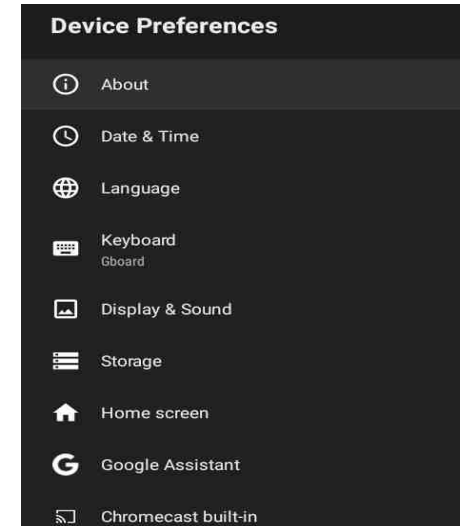 Device Preferences
About
Date & Time
Language
Keyboard
Gboard
Display & Sound
Storage
Home screen
Google Assistant
Chromecast built-in